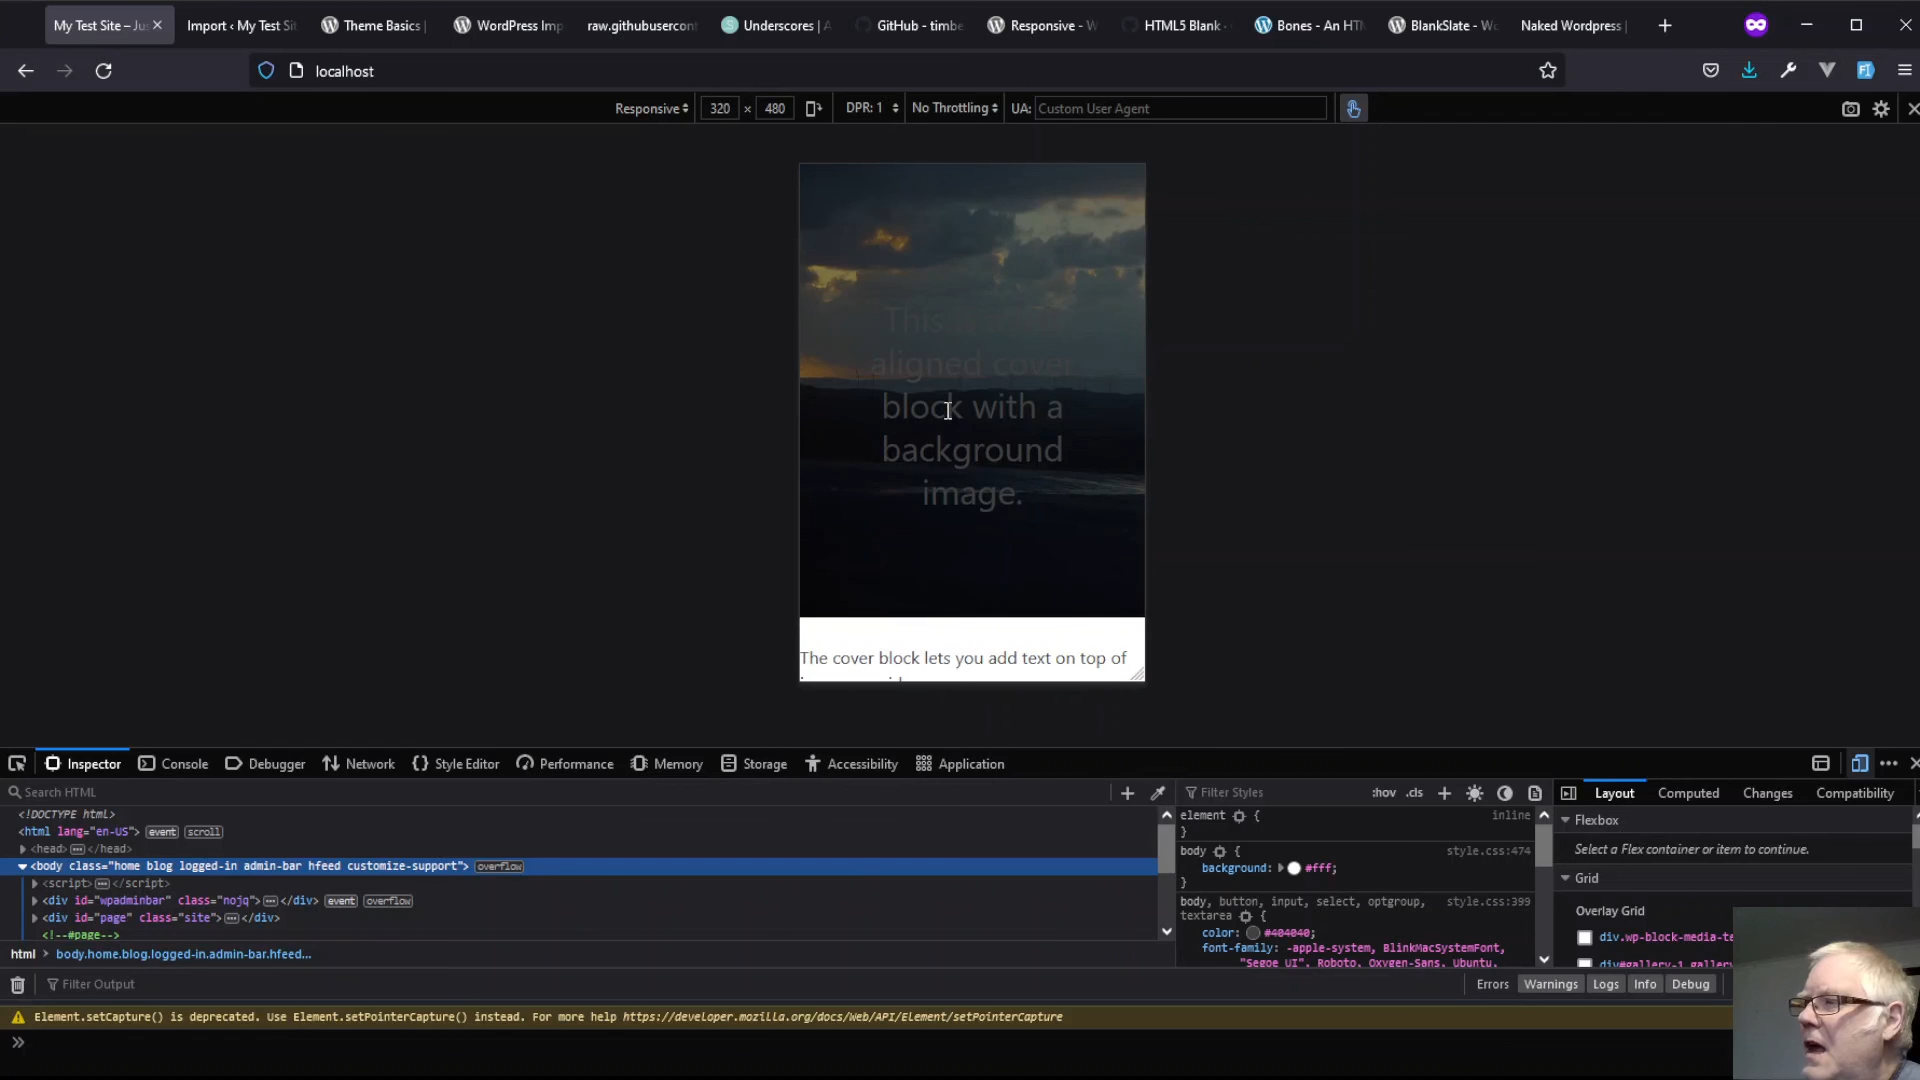 My Test Site – Jus
Import ‹ My Test Sit
Theme Basics |
WordPress Imp
raw.githubusercont
Underscores | A
GitHub - timbe
Responsive - W
HTML5 Blank -
Bones - An HTM
BlankSlate - Wo
Naked Wordpress |
localhost
Responsive
320 × 480
DPR: 1
No Throttling
UA: Custom User Agent
aligned cover
block with a
background
image.
The cover block lets you add text on top of
Inspector
Console
Debugger
Network
Style Editor
Performance
Memory
Storage
Accessibility
Application
Search HTML
<!DOCTYPE html>
<html lang="en-US"> event scroll
<head> </head>
<body class="home blog logged-in admin-bar hfeed customize-support"> overflow
<script> </script>
<div id="wpadminbar" class="nojq"> </div> event overflow
<div id="page" class="site"> </div>
<!--#page-->
html > body.home.blog.logged-in.admin-bar.hfeed...
Filter Styles
:hov .cls
element { inline
}
body { style.css:474
background: #fff;
}
body, button, input, select, optgroup, style.css:399
textarea {
color: #404040;
font-family: -apple-system, BlinkMacSystemFont,
"Segoe UI", Roboto, Oxygen-Sans, Ubuntu,
Layout
Computed
Changes
Compatibility
Flexbox
Select a Flex container or item to continue.
Grid
Overlay Grid
div.wp-block-media-te
div#gallery-1.gallery
Filter Output
Errors
Warnings
Logs
Info
Debug
Element.setCapture() is deprecated. Use Element.setPointerCapture() instead. For more help https://developer.mozilla.org/docs/Web/API/Element/setPointerCapture